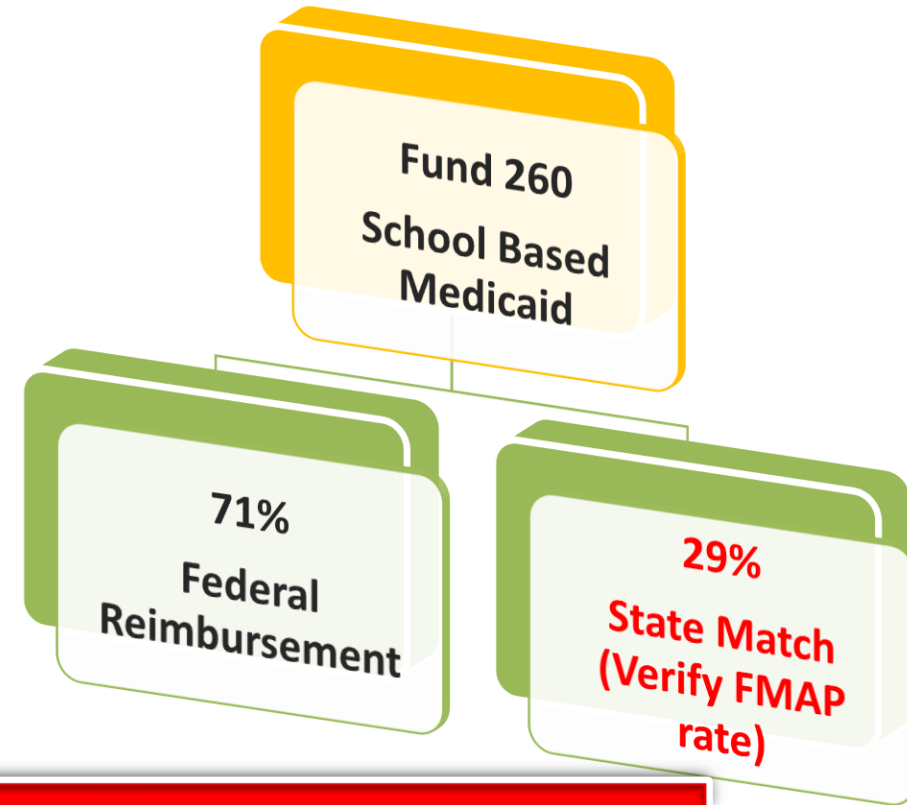 Fund 260
School Based
Medicaid
71%
Federal
Reimbursement
29%
State Match
(Verify FMAP
rate)